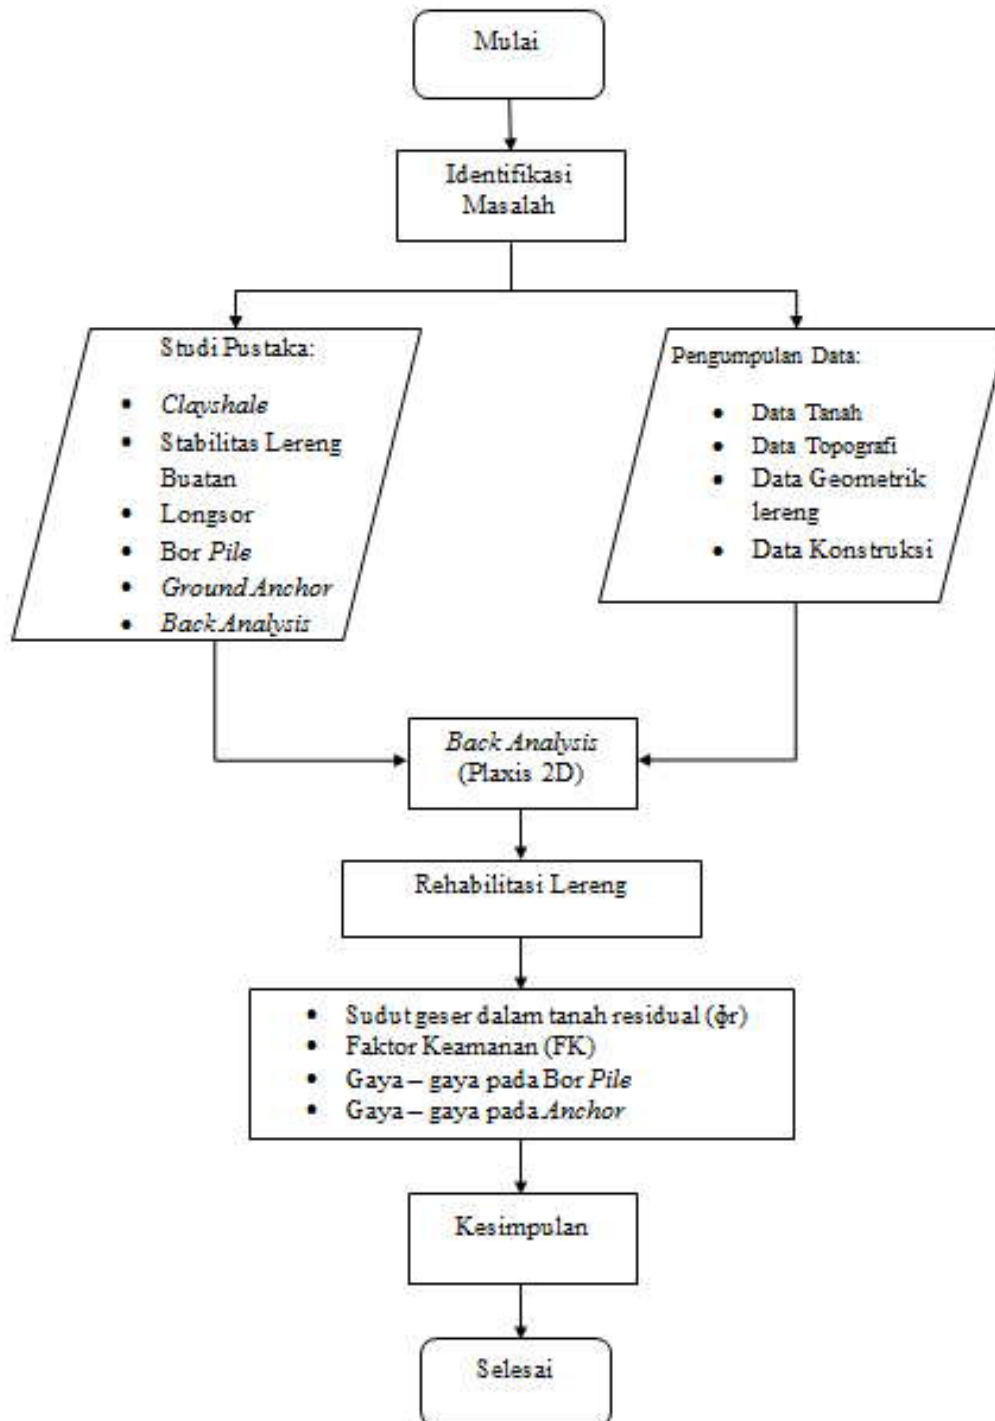 Mulai
Identifikasi
Masalah
Studi Pustaka:
• Clayshale
• Stabilitas Lereng
Buatan
• Longsor
• Bor Pile
• Ground Anchor
• Back Analysis
Pengumpulan Data:
• Data Tanah
• Data Topografi
• Data Geometrik
lereng
• Data Konstruksi
Back Analysis
(Plaxis 2D)
Rehabilitasi Lereng
• Sudut geser dalam tanah residual (ϕr)
• Faktor Keamanan (FK)
• Gaya – gaya pada Bor Pile
• Gaya – gaya pada Anchor
Kesimpulan
Selesai